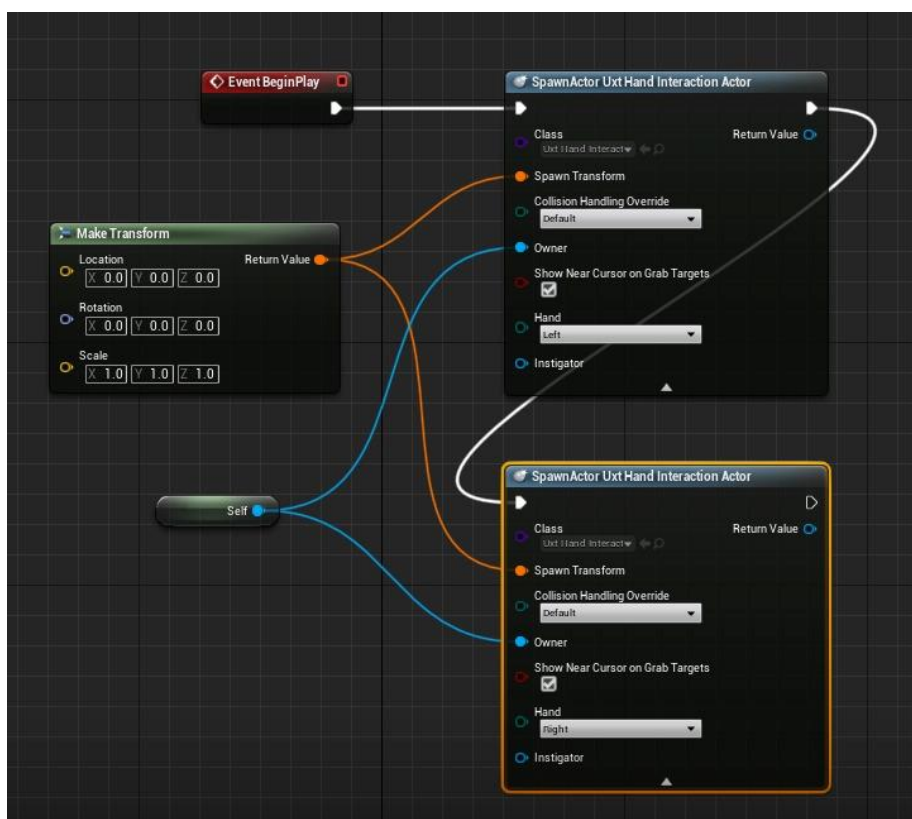 Event BeginPlay
SpawnActor Uxt Hand Interaction Actor
Class
Return Value
Uxt Hand Interact
Spawn Transform
Collision Handling Override
Default
Owner
Show Near Cursor on Grab Targets
Hand
Left
Instigator
Make Transform
Location
Return Value
X 0.0 Y 0.0 Z 0.0
Rotation
X 0.0 Y 0.0 Z 0.0
Scale
X 1.0 Y 1.0 Z 1.0
Self
SpawnActor Uxt Hand Interaction Actor
Class
Return Value
Uxt Hand Interact
Spawn Transform
Collision Handling Override
Default
Owner
Show Near Cursor on Grab Targets
Hand
Right
Instigator